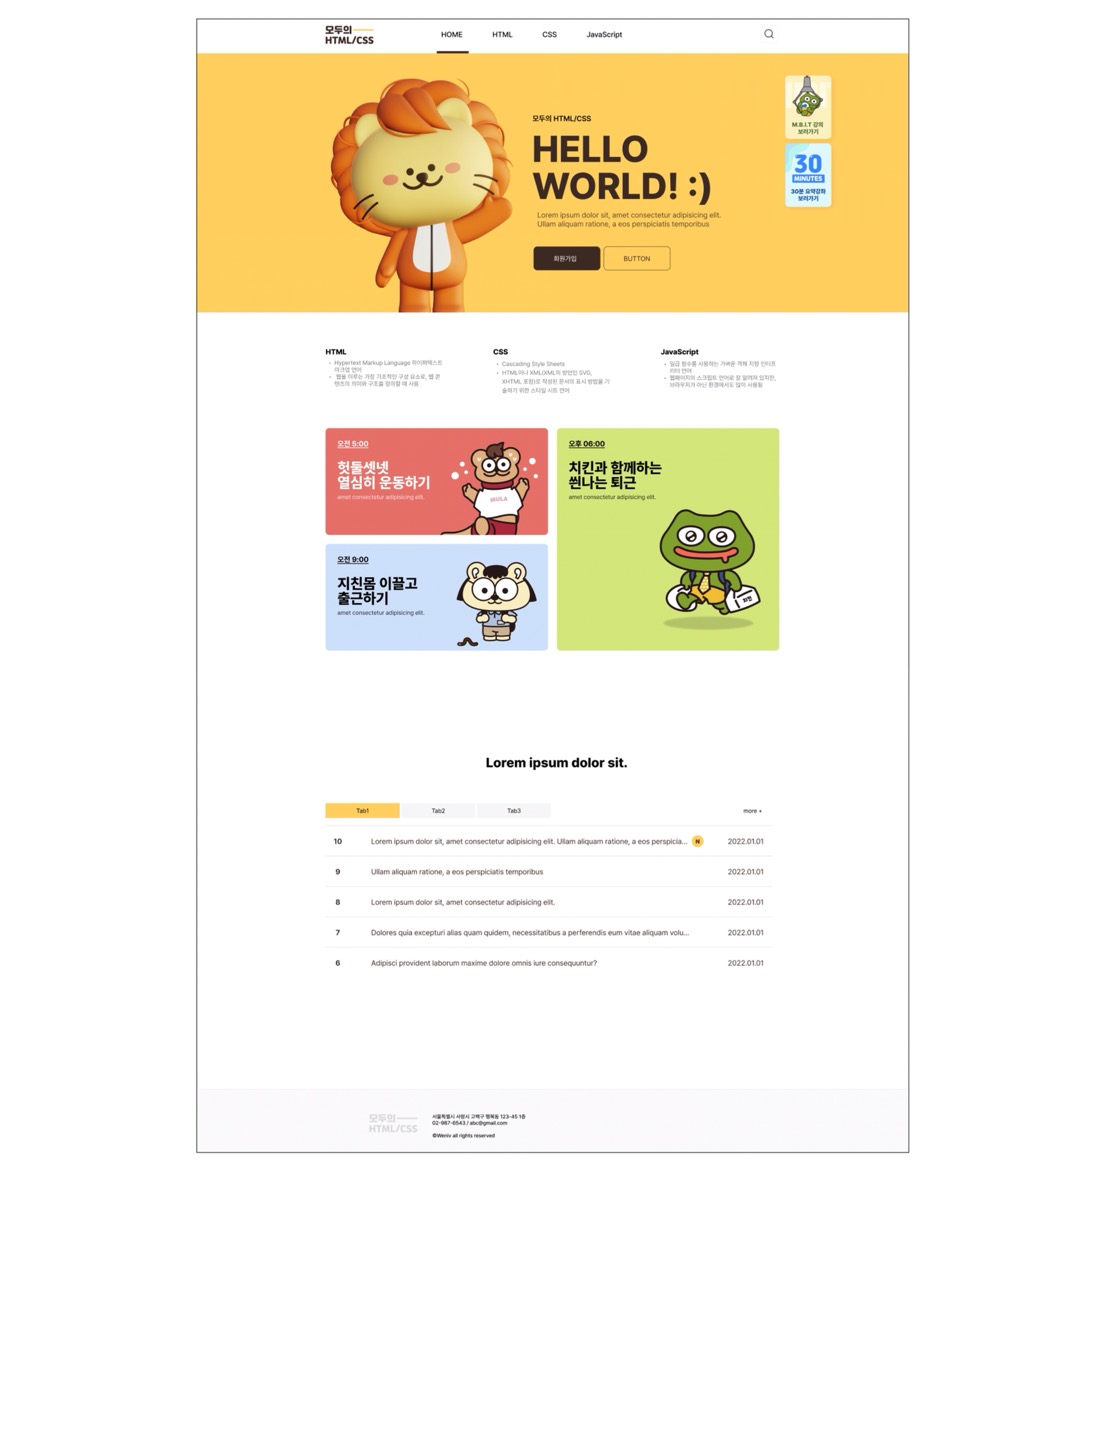 모두의
HTML/CSS
HOME
HTML
CSS
JavaScript
모두의 HTML/CSS
HELLO
WORLD! :)
Lorem ipsum dolor sit, amet consectetur adipisicing elit.
Ullam aliquam ratione, a eos perspiciatis temporibus
회원가입
BUTTON
M.B.I.T 강의
보러가기
30
MINUTES
30분 요약강좌
보러가기
HTML
• Hypertext Markup Language 하이퍼텍스트
마크업 언어
• 웹을 이루는 가장 기초적인 구성 요소로, 웹 콘
텐츠의 의미와 구조를 정의할 때 사용
CSS
• Cascading Style Sheets
• HTML이나 XML(XML의 방언인 SVG,
XHTML 포함)로 작성된 문서의 표시 방법을 기
술하기 위한 스타일 시트 언어
JavaScript
• 일급 함수를 사용하는 가벼운 객체 지향 인터프
리터 언어
• 웹페이지의 스크립트 언어로 잘 알려져 있지만,
브라우저가 아닌 환경에서도 많이 사용됨
오전 5:00
헛둘셋넷
열심히 운동하기
amet consectetur adipisicing elit.
오전 9:00
지친몸 이끌고
출근하기
amet consectetur adipisicing elit.
오후 06:00
치킨과 함께하는
씐나는 퇴근
amet consectetur adipisicing elit.
치킨
Lorem ipsum dolor sit.
Tab1
Tab2
Tab3
more +
10 Lorem ipsum dolor sit, amet consectetur adipisicing elit. Ullam aliquam ratione, a eos perspicia... N 2022.01.01
9 Ullam aliquam ratione, a eos perspiciatis temporibus 2022.01.01
8 Lorem ipsum dolor sit, amet consectetur adipisicing elit. 2022.01.01
7 Dolores quia excepturi alias quam quidem, necessitatibus a perferendis eum vitae aliquam volu... 2022.01.01
6 Adipisci provident laborum maxime dolore omnis iure consequuntur? 2022.01.01
모두의
HTML/CSS
서울특별시 사랑시 고백구 행복동 123-45 1층
02-987-6543 / abc@gmail.com
©Weniv all rights reserved